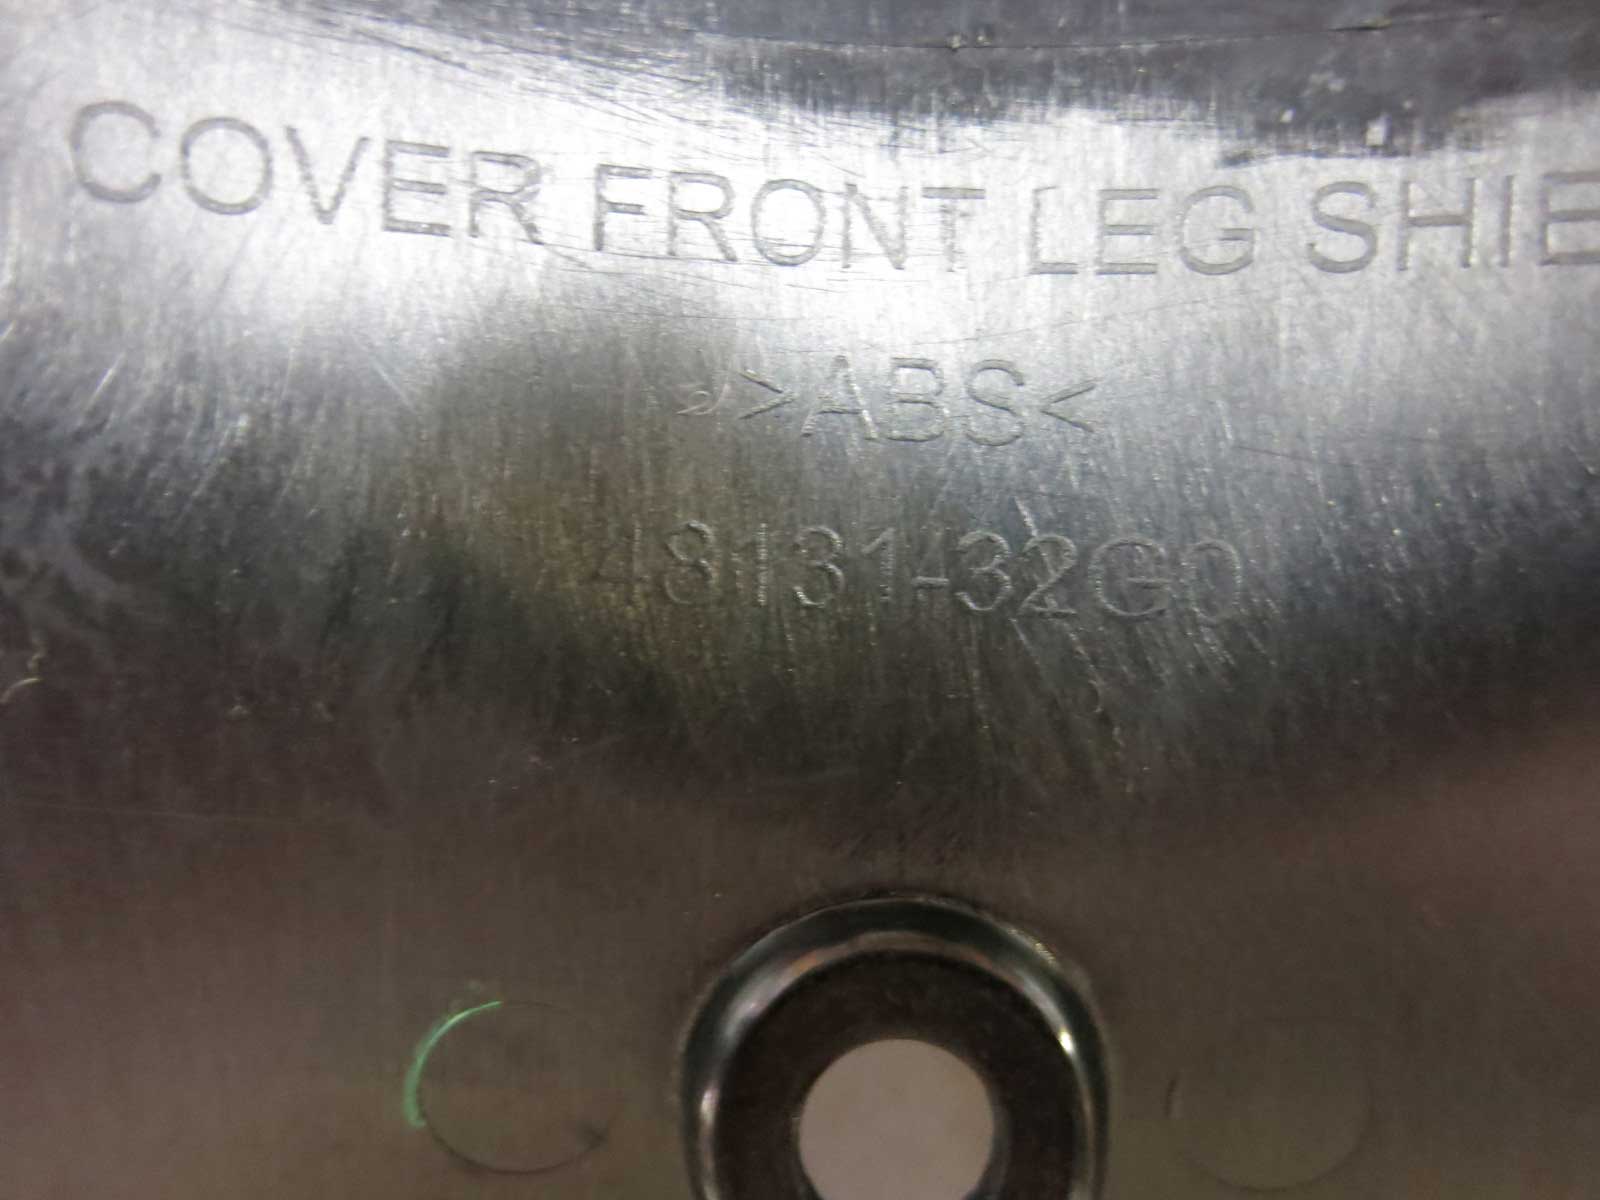 COVER FRONT LEG SHIE
>ABS<
48131-32G0